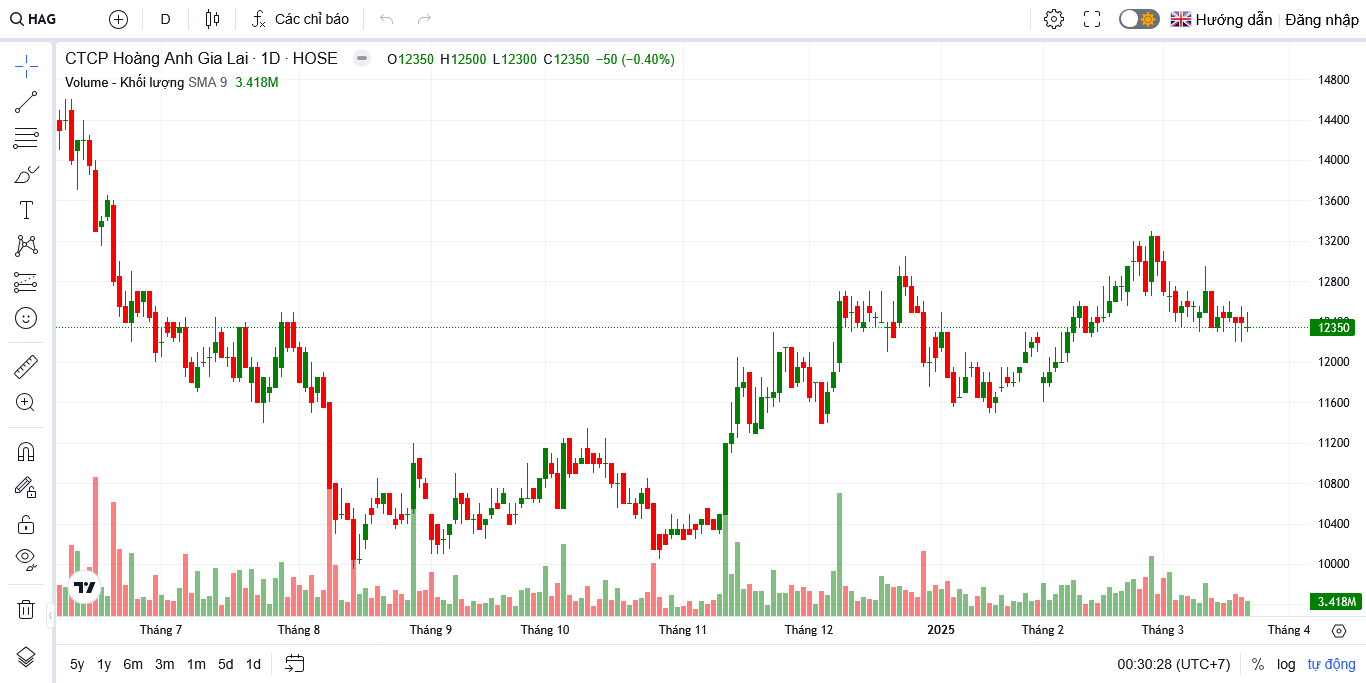 HAG D Các chỉ báo Hướng dẫn Đăng nhập
CTCP Hoàng Anh Gia Lai · 1D · HOSE O12350 H12500 L12300 C12350 −50 (−0.40%)
Volume - Khối lượng SMA 9 3.418M
14800
14400
14000
13600
13200
12800
12350
12000
11600
11200
10800
10400
10000
3.418M
Tháng 7 Tháng 8 Tháng 9 Tháng 10 Tháng 11 Tháng 12 2025 Tháng 2 Tháng 3 Tháng 4
5y 1y 6m 3m 1m 5d 1d 00:30:28 (UTC+7) % log tự động